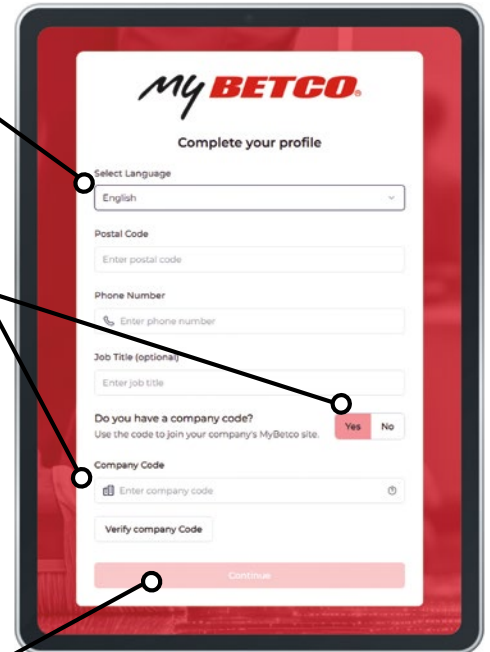 My BETCO®
Complete your profile
Select Language
English
Postal Code
Enter postal code
Phone Number
Enter phone number
Job Title (optional)
Enter job title
Do you have a company code?
Use the code to join your company's MyBetco site.
Yes No
Company Code
Enter company code
Verify company Code
Continue